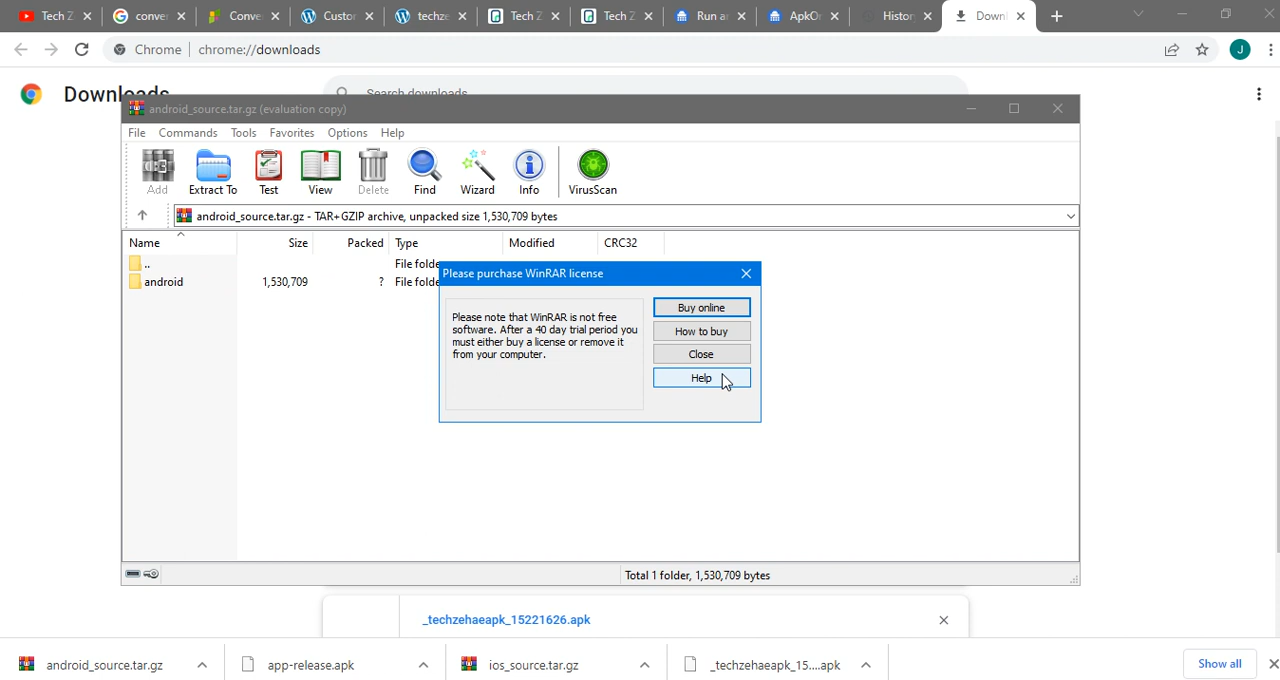 Tech Z
conver
Conve
Custor
techze
Tech Z
Tech Z
Run a
ApkO
Histor
Downl
Chrome
chrome://downloads
J
Downloads
Search downloads
android_source.tar.gz (evaluation copy)
File Commands Tools Favorites Options Help
Add Extract To Test View Delete Find Wizard Info VirusScan
android_source.tar.gz - TAR+GZIP archive, unpacked size 1,530,709 bytes
Name Size Packed Type Modified CRC32
.. File folde
android 1,530,709 ? File folde
Please purchase WinRAR license
Please note that WinRAR is not free
software. After a 40 day trial period you
must either buy a license or remove it
from your computer.
Buy online
How to buy
Close
Help
Total 1 folder, 1,530,709 bytes
_techzehaeapk_15221626.apk
android_source.tar.gz
app-release.apk
ios_source.tar.gz
_techzehaeapk_15....apk
Show all